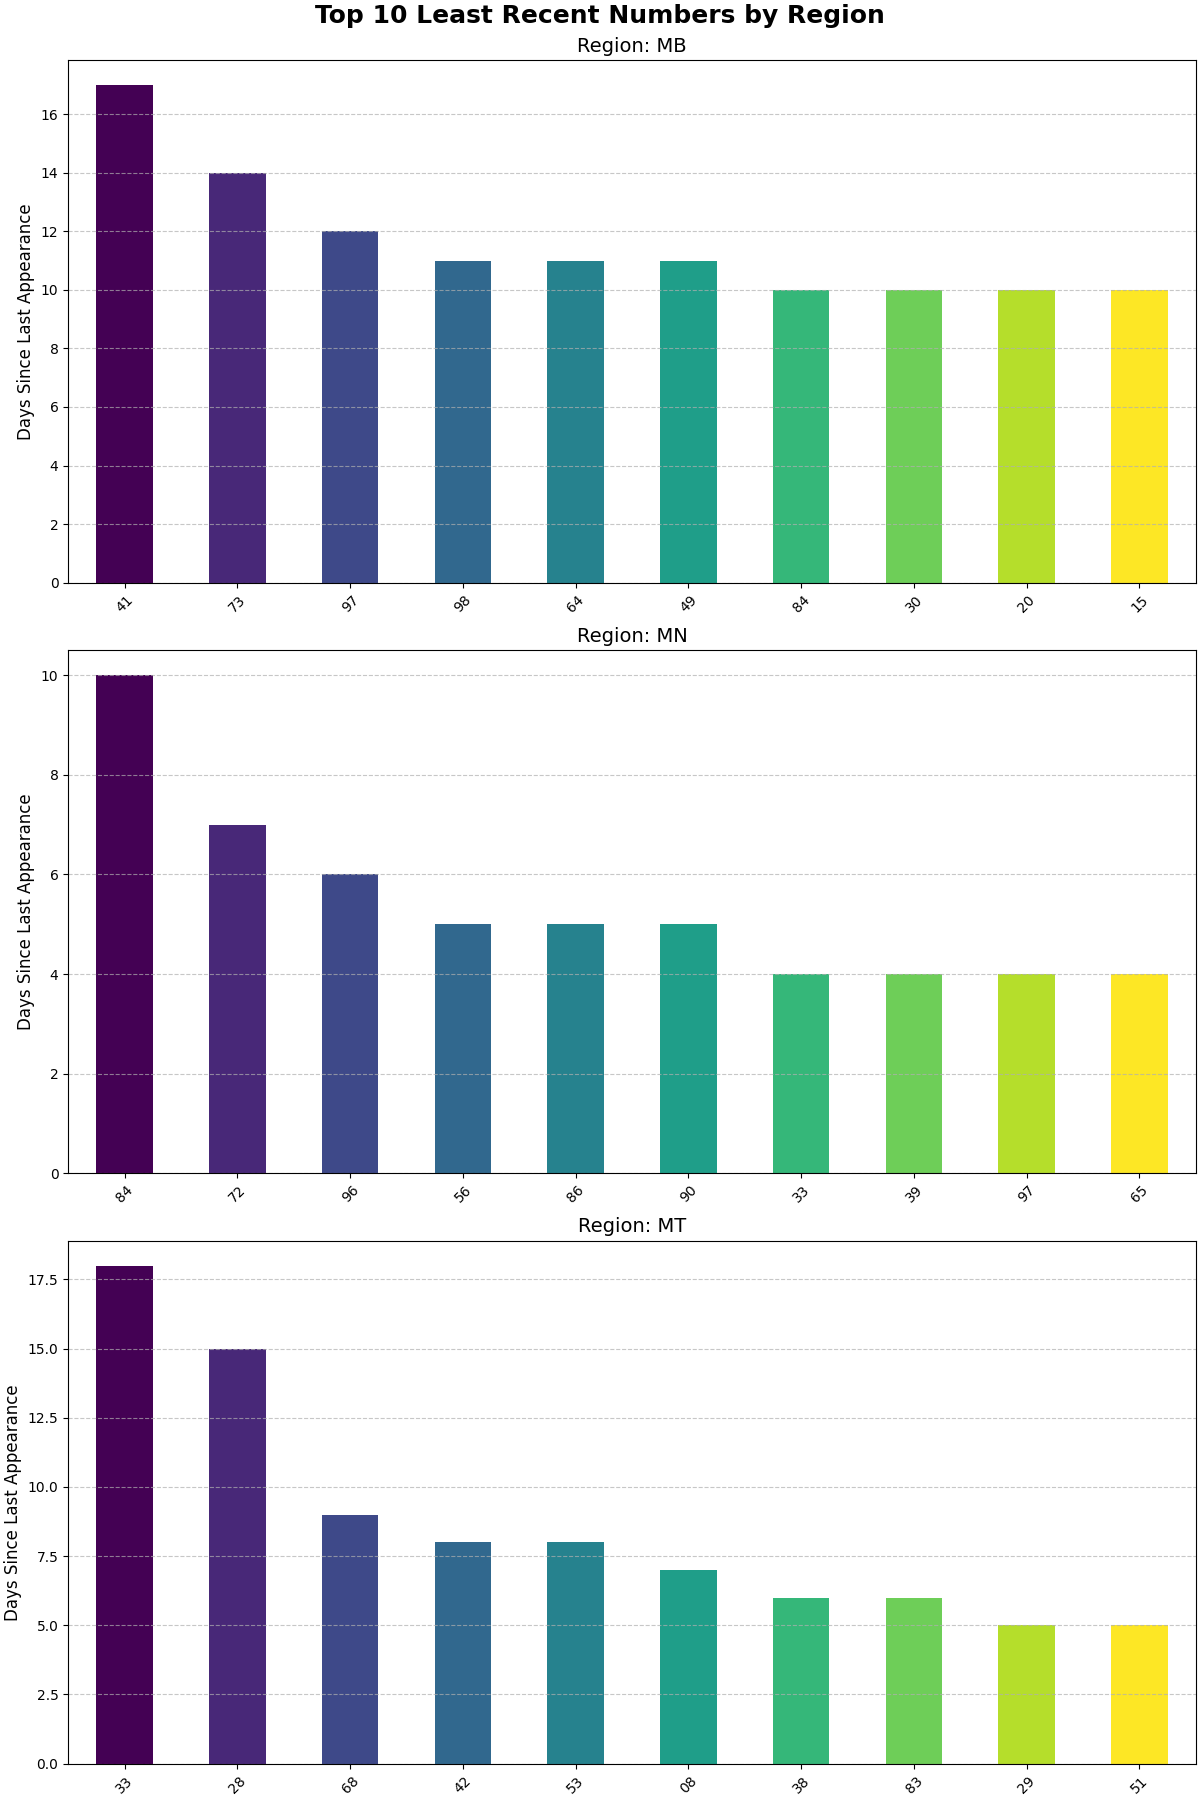 Top 10 Least Recent Numbers by Region
Region: MB
Days Since Last Appearance
16
14
12
10
8
6
4
2
0
41 73 97 98 64 49 84 30 20 15
Region: MN
Days Since Last Appearance
10
8
6
4
2
0
84 72 96 56 86 90 33 39 97 65
Region: MT
Days Since Last Appearance
17.5
15.0
12.5
10.0
7.5
5.0
2.5
0.0
33 28 68 42 53 08 38 83 29 51